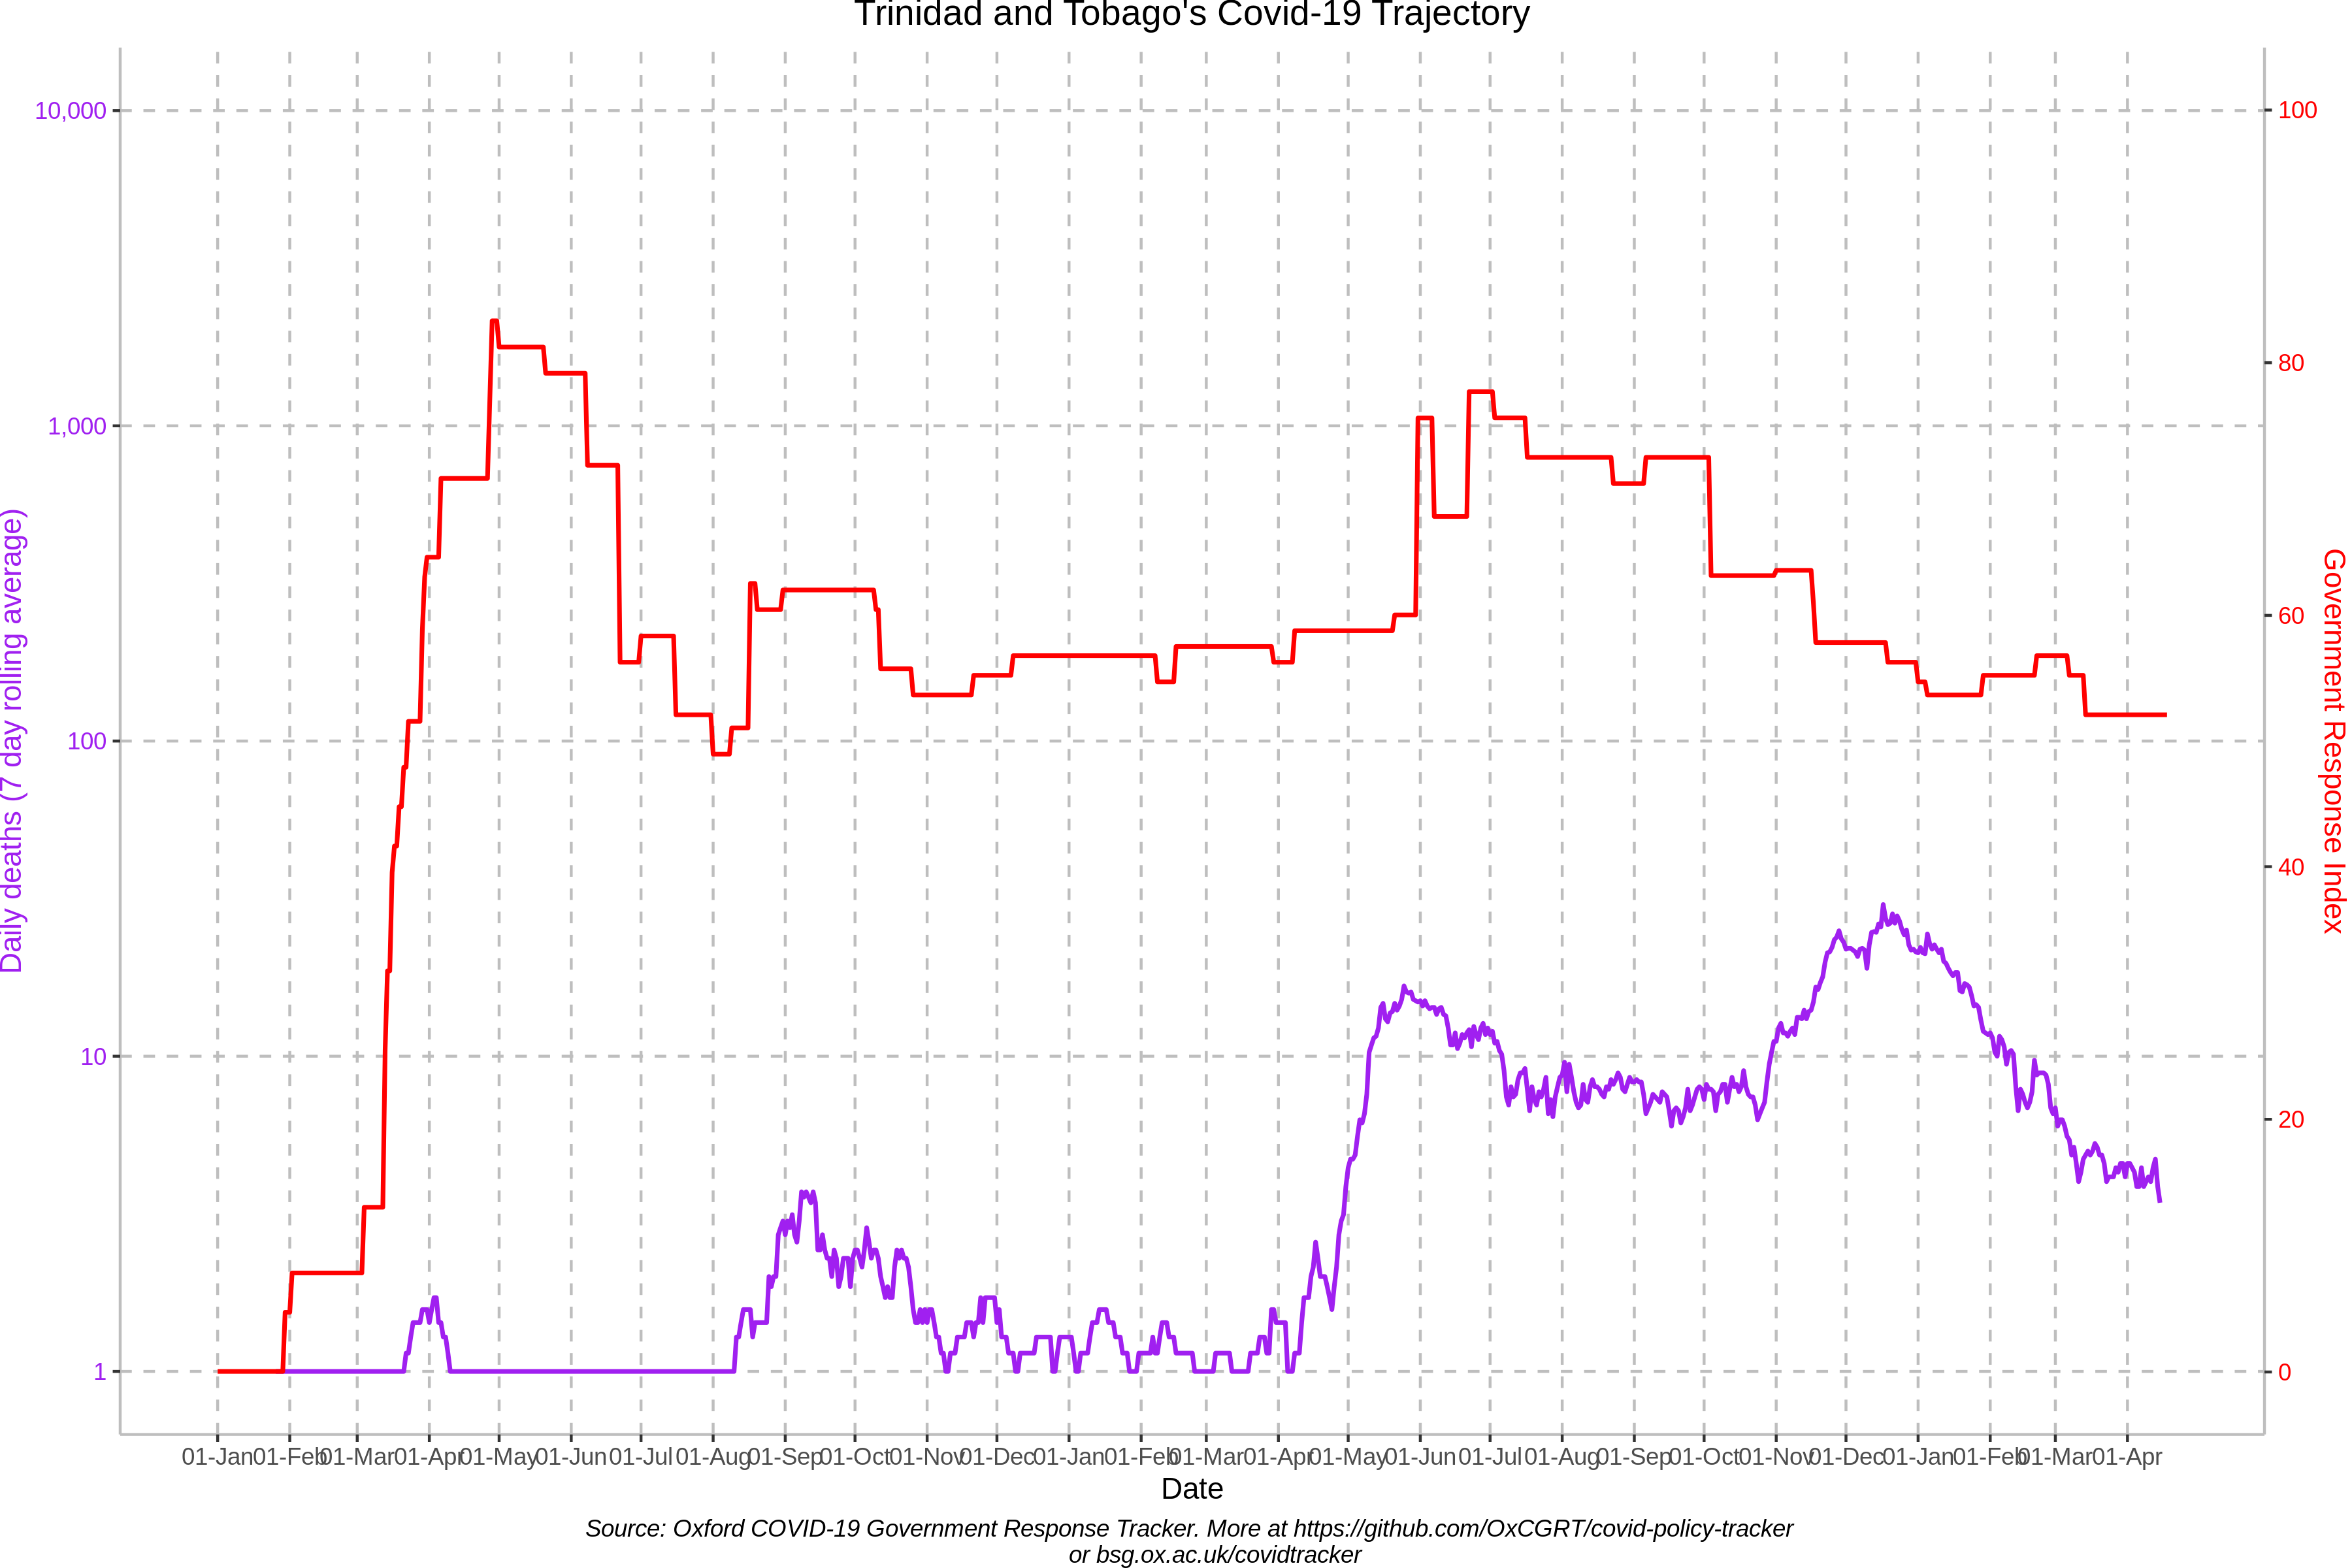 Trinidad and Tobago's Covid-19 Trajectory
10,000
1,000
100
10
1
Daily deaths (7 day rolling average)
100
80
60
40
20
0
Government Response Index
01-Jan 01-Feb 01-Mar 01-Apr 01-May 01-Jun 01-Jul 01-Aug 01-Sep 01-Oct 01-Nov 01-Dec 01-Jan 01-Feb 01-Mar 01-Apr 01-May 01-Jun 01-Jul 01-Aug 01-Sep 01-Oct 01-Nov 01-Dec 01-Jan 01-Feb 01-Mar 01-Apr
Date
Source: Oxford COVID-19 Government Response Tracker. More at https://github.com/OxCGRT/covid-policy-tracker
or bsg.ox.ac.uk/covidtracker